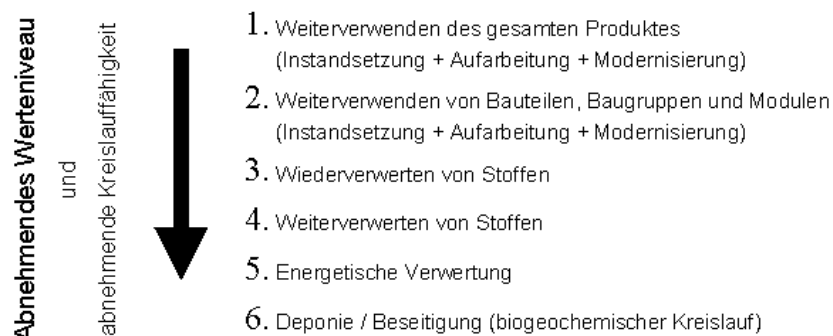 Abnehmendes Werteniveau
und
abnehmende Kreislauffähigkeit
1. Weiterverwenden des gesamten Produktes
(Instandsetzung + Aufarbeitung + Modernisierung)
2. Weiterverwenden von Bauteilen, Baugruppen und Modulen
(Instandsetzung + Aufarbeitung + Modernisierung)
3. Wiederverwerten von Stoffen
4. Weiterverwerten von Stoffen
5. Energetische Verwertung
6. Deponie / Beseitigung (biogeochemischer Kreislauf)